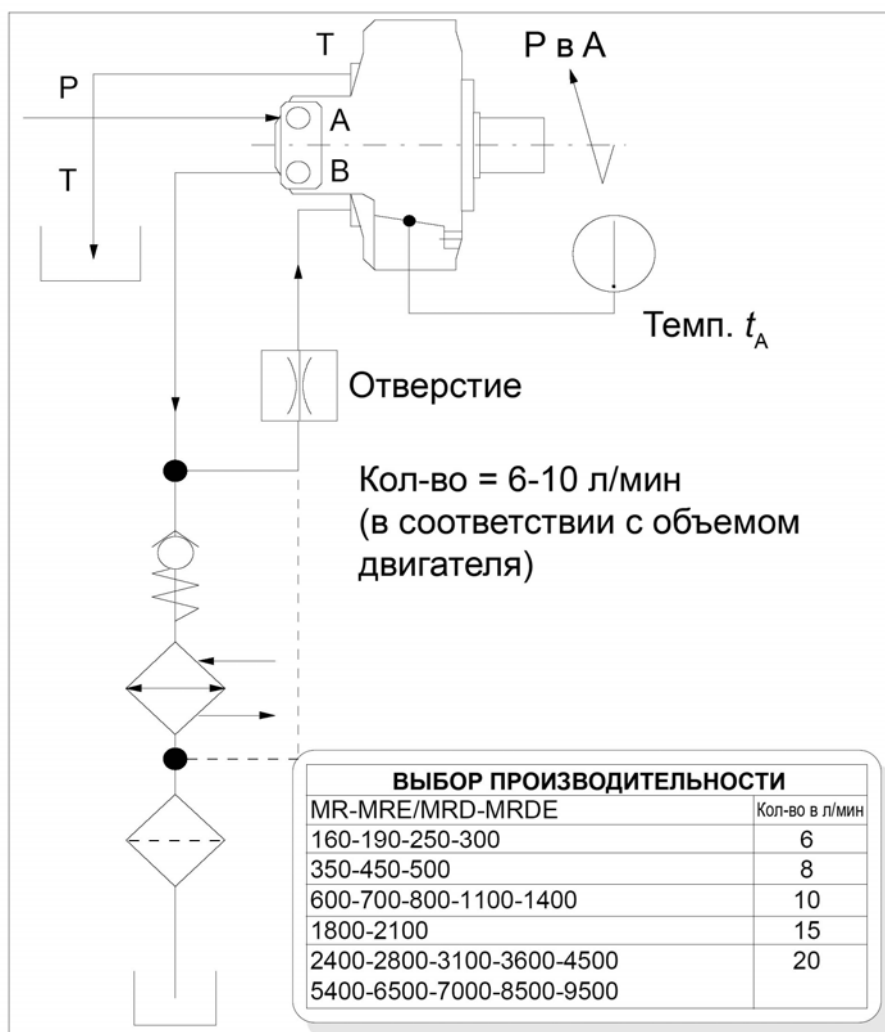 T
P в A
P
A
T
B
Темп. tA
Отверстие
Кол-во = 6-10 л/мин
(в соответствии с объемом
двигателя)
ВЫБОР ПРОИЗВОДИТЕЛЬНОСТИ
MR-MRE/MRD-MRDE Кол-во в л/мин
160-190-250-300 6
350-450-500 8
600-700-800-1100-1400 10
1800-2100 15
2400-2800-3100-3600-4500 20
5400-6500-7000-8500-9500